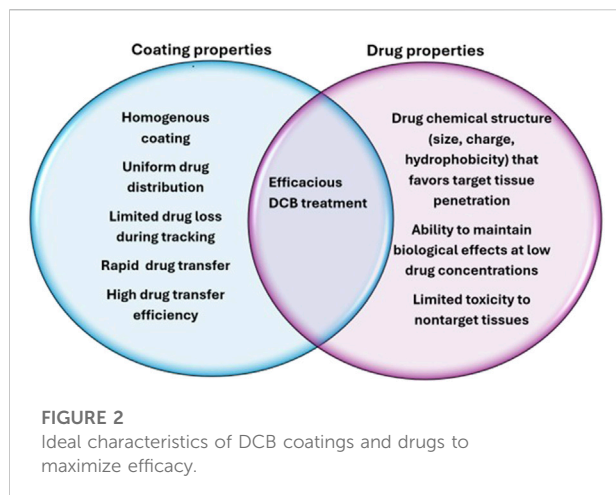 Coating properties
Drug properties
Homogenous
coating
Uniform drug
distribution
Limited drug loss
during tracking
Rapid drug transfer
High drug transfer
efficiency
Efficacious
DCB treatment
Drug chemical structure
(size, charge,
hydrophobicity) that
favors target tissue
penetration
Ability to maintain
biological effects at low
drug concentrations
Limited toxicity to
nontarget tissues
FIGURE 2
Ideal characteristics of DCB coatings and drugs to
maximize efficacy.